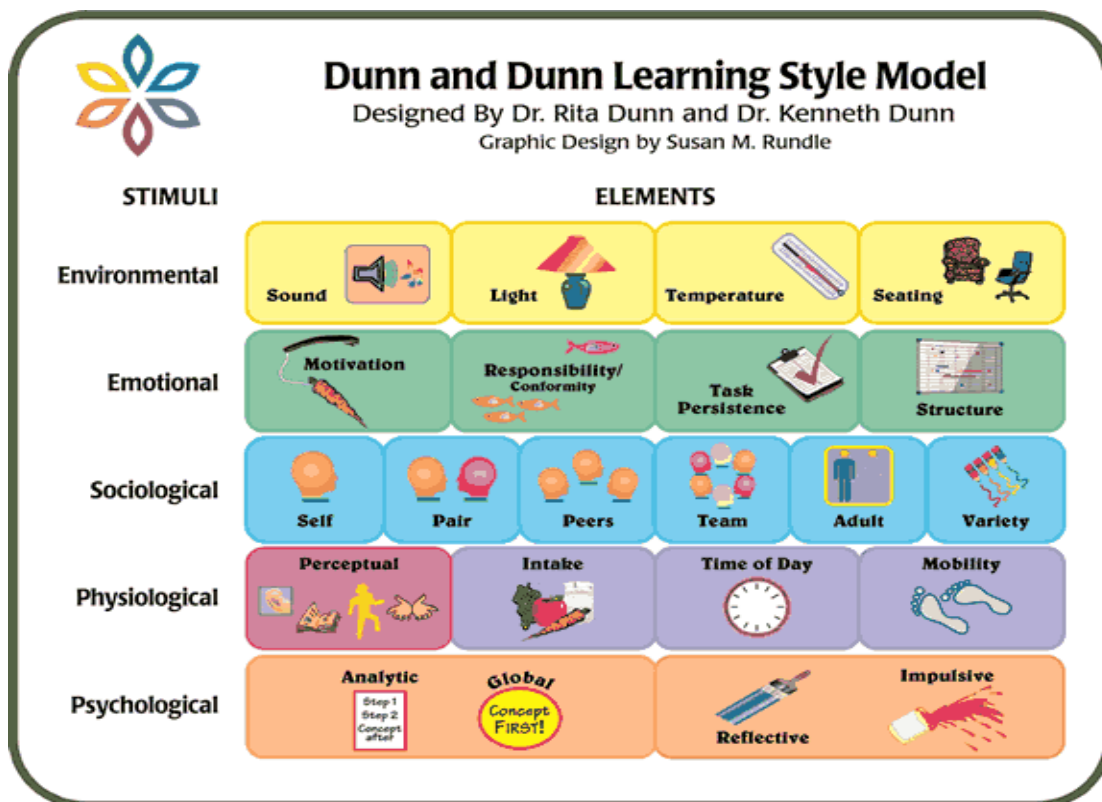 Dunn and Dunn Learning Style Model
Designed By Dr. Rita Dunn and Dr. Kenneth Dunn
Graphic Design by Susan M. Rundle
STIMULI
ELEMENTS
Environmental
Sound
Light
Temperature
Seating
Emotional
Motivation
Responsibility/
Conformity
Task
Persistence
Structure
Sociological
Self
Pair
Peers
Team
Adult
Variety
Physiological
Perceptual
Intake
Time of Day
Mobility
Psychological
Analytic
Step 1
Step 2
Concept
after
Global
Concept
FIRST!
Reflective
Impulsive